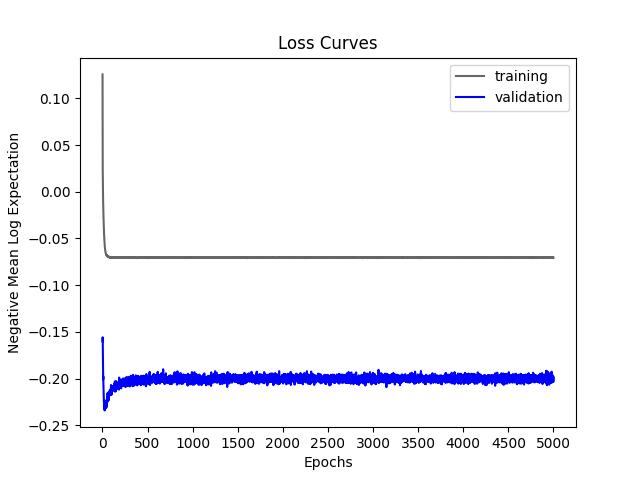 Loss Curves
training
validation
Negative Mean Log Expectation
0.10
0.05
0.00
−0.05
−0.10
−0.15
−0.20
−0.25
0 500 1000 1500 2000 2500 3000 3500 4000 4500 5000
Epochs